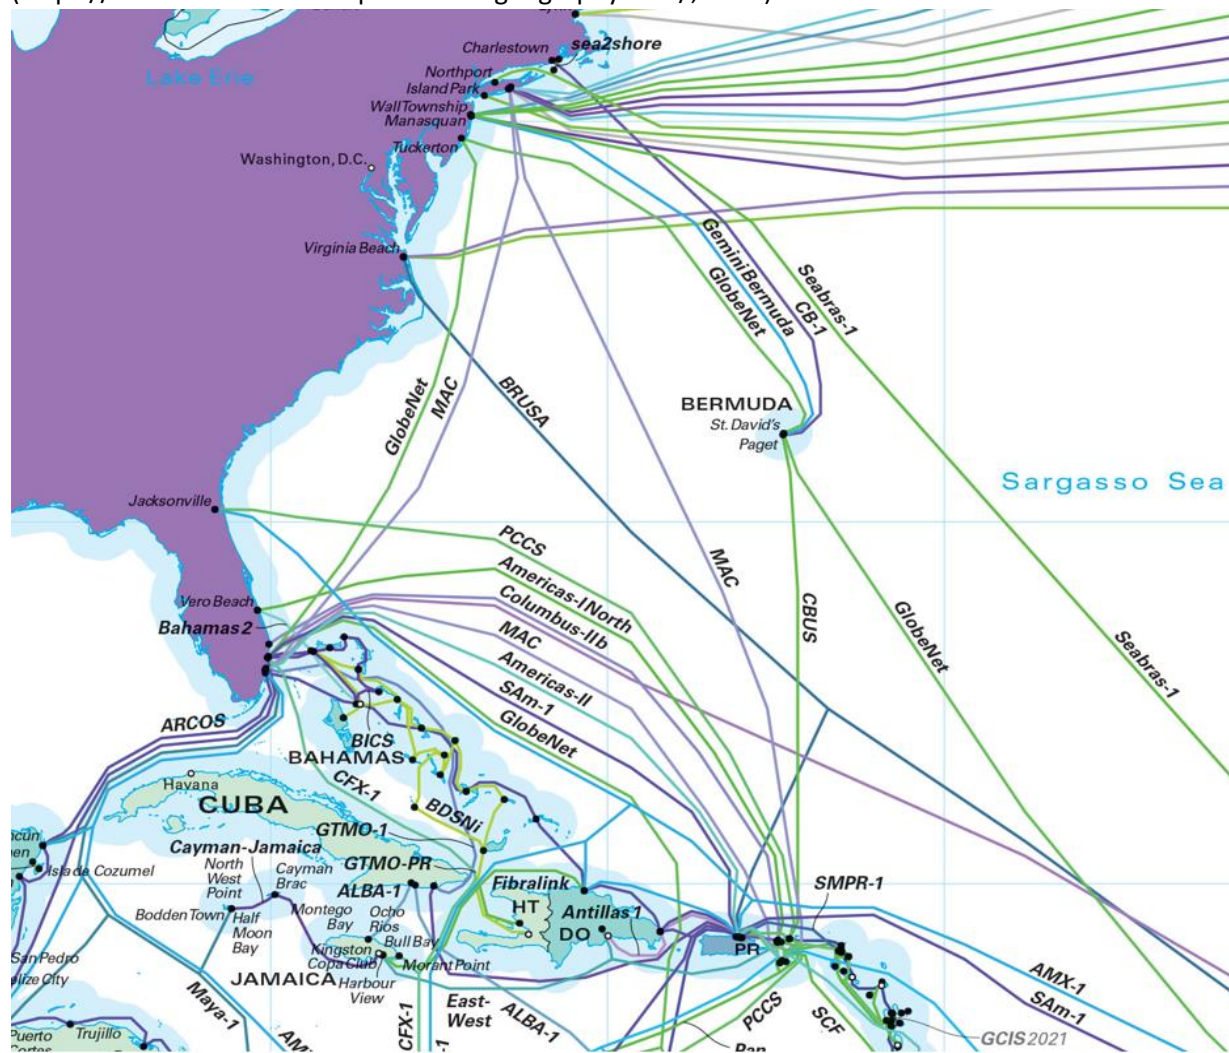 Charlestown
sea2shore
Lake Erie
Northport
Island Park
Wall Township
Manasquan
Tuckerton
Washington, D.C.
Virginia Beach
Gemini Bermuda
GlobeNet
CB-1
Seabras-1
GlobeNet
MAC
BRUSA
BERMUDA
St. David's
Paget
Sargasso Sea
Jacksonville
PCCS
Americas-I North
Columbus-IIb
MAC
Americas-II
SAm-1
GlobeNet
MAC
CBUS
GlobeNet
Seabras-1
Vero Beach
Bahamas 2
ARCOS
BICS
BAHAMAS
Havana
CUBA
CFX-1
BDSNi
GTMO-1
Cayman-Jamaica
GTMO-PR
Isla de Cozumel
North
West
Point
Cayman
Brac
ALBA-1
Fibralink
HT
SMPR-1
Bodden Town
Half
Moon
Bay
Montego
Bay
Ocho
Rios
Antillas 1
DO
PR
Kingston
Bull Bay
Copa Club
Morant Point
JAMAICA
Harbour
View
San Pedro
lize City
Maya-1
CFX-1
East-
West
ALBA-1
PCCS
SCF
AMX-1
SAm-1
GCIS 2021
Puerto
Cortes
Trujillo
Pan